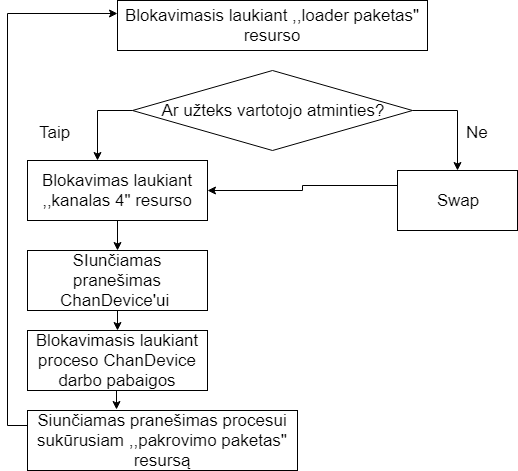 Blokavimasis laukiant ,,loader paketas"
resurso
Ar užteks vartotojo atminties?
Taip
Ne
Blokavimas laukiant
,,kanalas 4" resurso
Swap
SIunčiamas
pranešimas
ChanDevice'ui
Blokavimasis laukiant
proceso ChanDevice
darbo pabaigos
Siunčiamas pranešimas procesui
sukūrusiam ,,pakrovimo paketas"
resursą